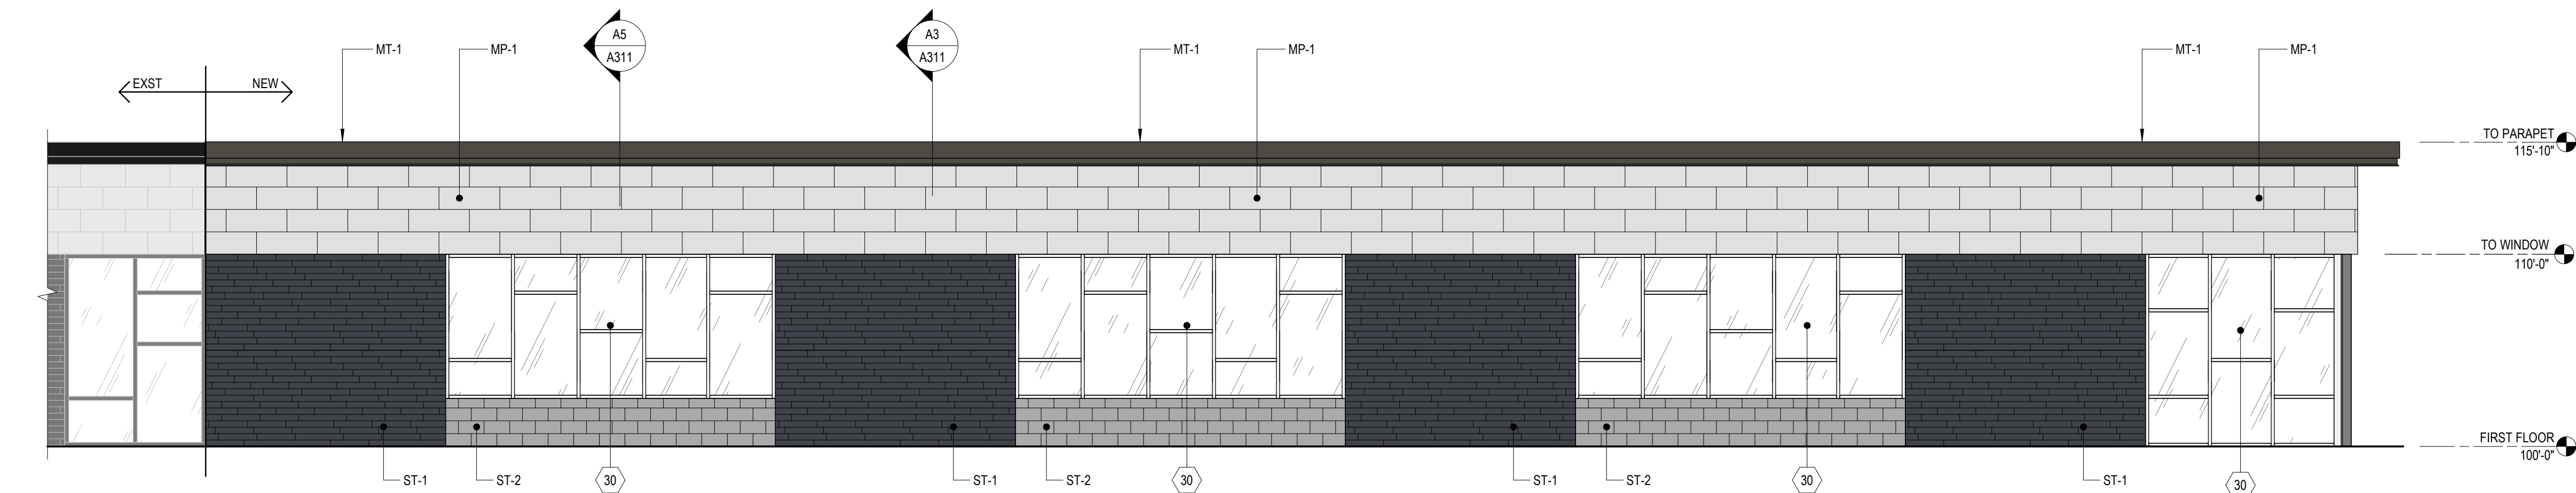 A5
A311
A3
A311
MT-1
MP-1
MT-1
MP-1
MT-1
MP-1
EXST
NEW
TO PARAPET
115'-10"
TO WINDOW
110'-0"
FIRST FLOOR
100'-0"
ST-1
ST-2
30
ST-1
ST-2
30
ST-1
ST-2
30
ST-1
30